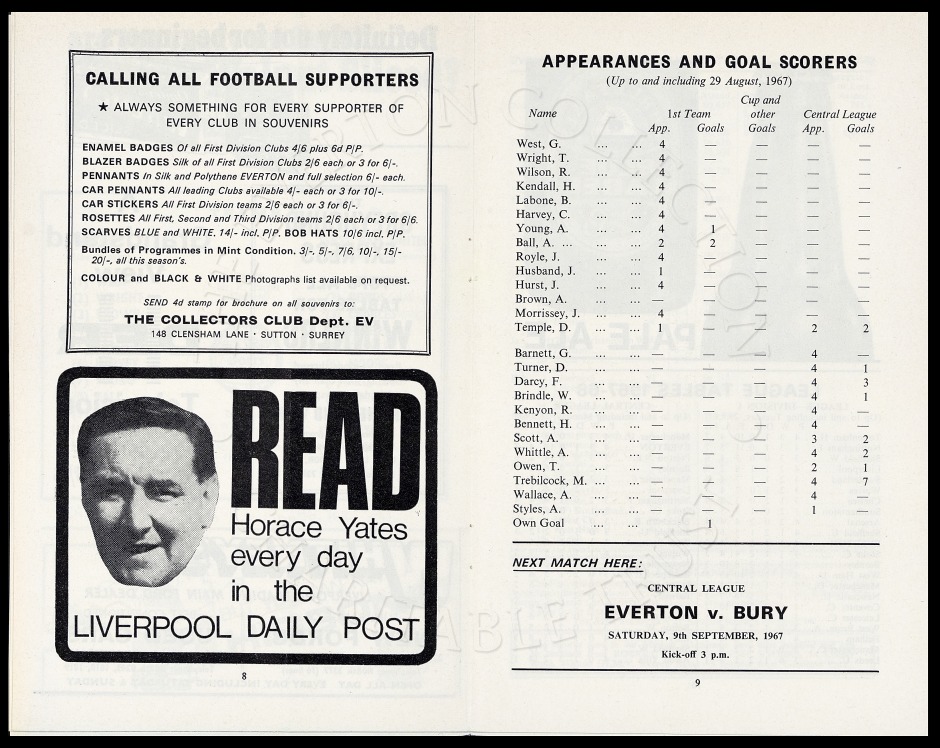 CALLING ALL FOOTBALL SUPPORTERS
★ ALWAYS SOMETHING FOR EVERY SUPPORTER OF
EVERY CLUB IN SOUVENIRS
ENAMEL BADGES Of all First Division Clubs 4/6 plus 6d P/P.
BLAZER BADGES Silk of all First Division Clubs 2/6 each or 3 for 6/-.
PENNANTS In Silk and Polythene EVERTON and full selection 6/- each.
CAR PENNANTS All leading Clubs available 4/- each or 3 for 10/-.
CAR STICKERS All First Division teams 2/6 each or 3 for 6/-.
ROSETTES All First, Second and Third Division teams 2/6 each or 3 for 6/6.
SCARVES BLUE and WHITE. 14/- incl. P/P. BOB HATS 10/6 incl. P/P.
Bundles of Programmes in Mint Condition. 3/-, 5/-, 7/6, 10/-, 15/-
20/-, all this season's.
COLOUR and BLACK & WHITE Photographs list available on request.
SEND 4d stamp for brochure on all souvenirs to:
THE COLLECTORS CLUB Dept. EV
148 CLENSHAM LANE · SUTTON · SURREY
READ
Horace Yates
every day
in the
LIVERPOOL DAILY POST
8
APPEARANCES AND GOAL SCORERS
(Up to and including 29 August, 1967)
Cup and
Name 1st Team other Central League
App. Goals Goals App. Goals
West, G. ... ... 4 — — — —
Wright, T. ... ... 4 — — — —
Wilson, R. ... ... 4 — — — —
Kendall, H. ... ... 4 — — — —
Labone, B. ... ... 4 — — — —
Harvey, C. ... ... 4 — — — —
Young, A. ... ... 4 1 — — —
Ball, A. ... ... 2 2 — — —
Royle, J. ... ... 4 — — — —
Husband, J. ... ... 1 — — — —
Hurst, J. ... ... 4 — — — —
Brown, A. ... ... — — — — —
Morrissey, J. ... ... 4 — — — —
Temple, D. ... ... 1 — — 2 2
Barnett, G. ... ... — — — 4 —
Turner, D. ... ... — — — 4 1
Darcy, F. ... ... — — — 4 3
Brindle, W. ... ... — — — 4 1
Kenyon, R. ... ... — — — 4 —
Bennett, H. ... ... — — — 4 —
Scott, A. ... ... — — — 3 2
Whittle, A. ... ... — — — 4 2
Owen, T. ... ... — — — 2 1
Trebilcock, M. ... ... — — — 4 7
Wallace, A. ... ... — — — 4 —
Styles, A. ... ... — — — 1 —
Own Goal ... ... 1
NEXT MATCH HERE:
CENTRAL LEAGUE
EVERTON v. BURY
SATURDAY, 9th SEPTEMBER, 1967
Kick-off 3 p.m.
9